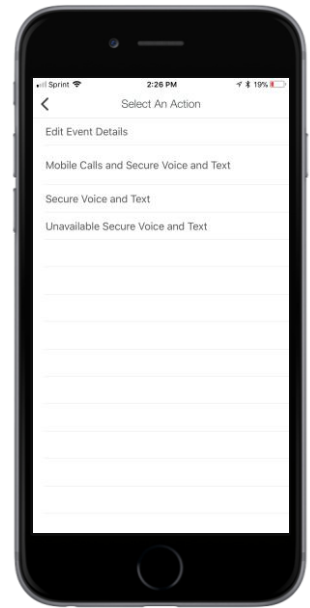 Sprint 2:26 PM 19%
Select An Action
Edit Event Details
Mobile Calls and Secure Voice and Text
Secure Voice and Text
Unavailable Secure Voice and Text